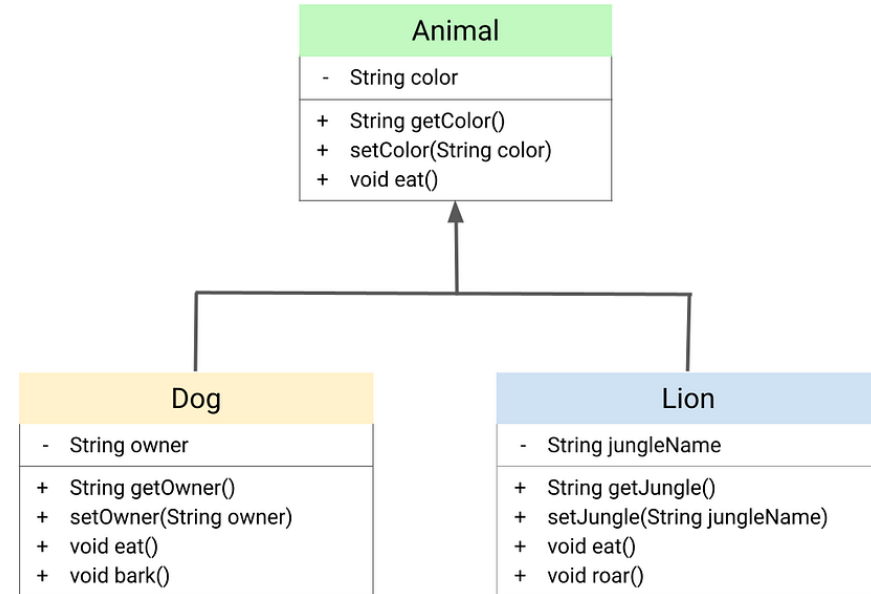 Animal
- String color
+ String getColor()
+ setColor(String color)
+ void eat()
Dog
- String owner
+ String getOwner()
+ setOwner(String owner)
+ void eat()
+ void bark()
Lion
- String jungleName
+ String getJungle()
+ setJungle(String jungleName)
+ void eat()
+ void roar()